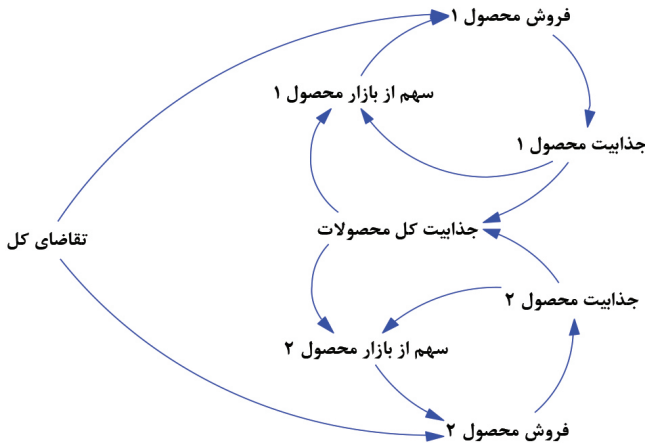 فروش محصول ۱
سهم از بازار محصول ۱
جذابیت محصول ۱
جذابیت کل محصولات
تقاضای کل
جذابیت محصول ۲
سهم از بازار محصول ۲
فروش محصول ۲